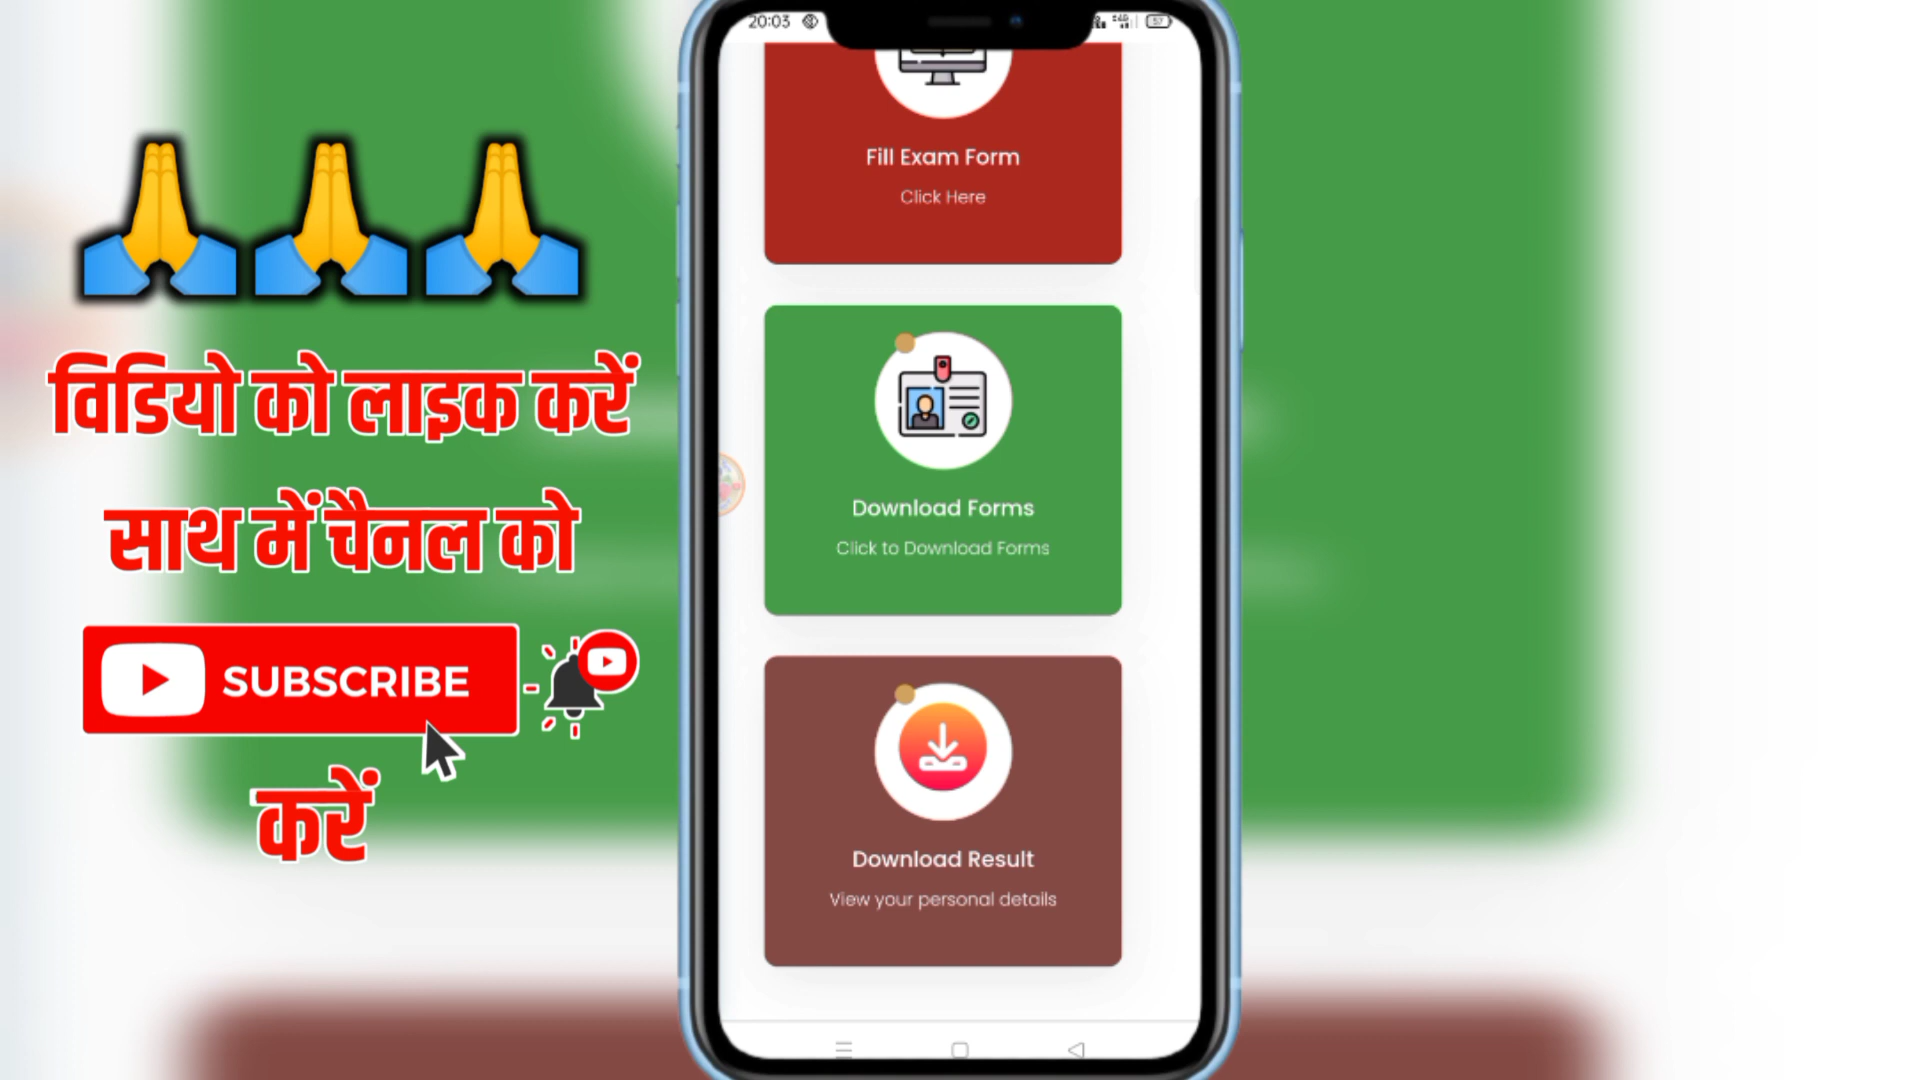 20:03
57
विडियो को लाइक करें
साथ में चैनल को
SUBSCRIBE
करें
Fill Exam Form
Click Here
Download Forms
Click to Download Forms
Download Result
View your personal details